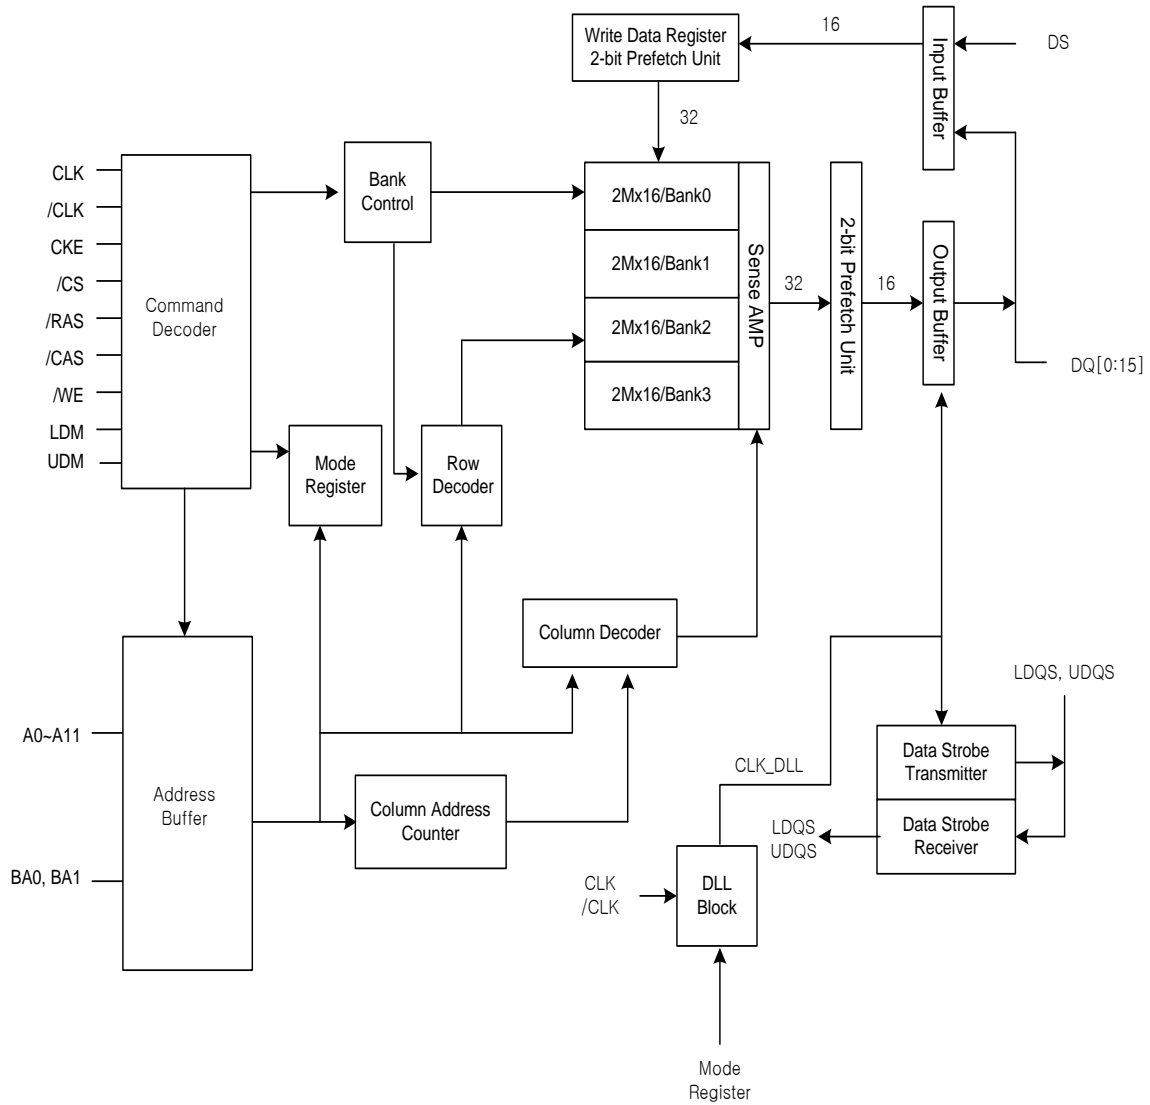 Write Data Register
2-bit Prefetch Unit
16
Input Buffer
DS
32
CLK
/CLK
CKE
/CS
/RAS
/CAS
/WE
LDM
UDM
Command
Decoder
Bank
Control
2Mx16/Bank0
2Mx16/Bank1
2Mx16/Bank2
2Mx16/Bank3
Sense AMP
32
2-bit Prefetch Unit
16
Output Buffer
DQ[0:15]
Mode
Register
Row
Decoder
Column Decoder
LDQS, UDQS
A0~A11
Address
Buffer
BA0, BA1
Column Address
Counter
CLK_DLL
Data Strobe
Transmitter
Data Strobe
Receiver
LDQS
UDQS
CLK
/CLK
DLL
Block
Mode
Register